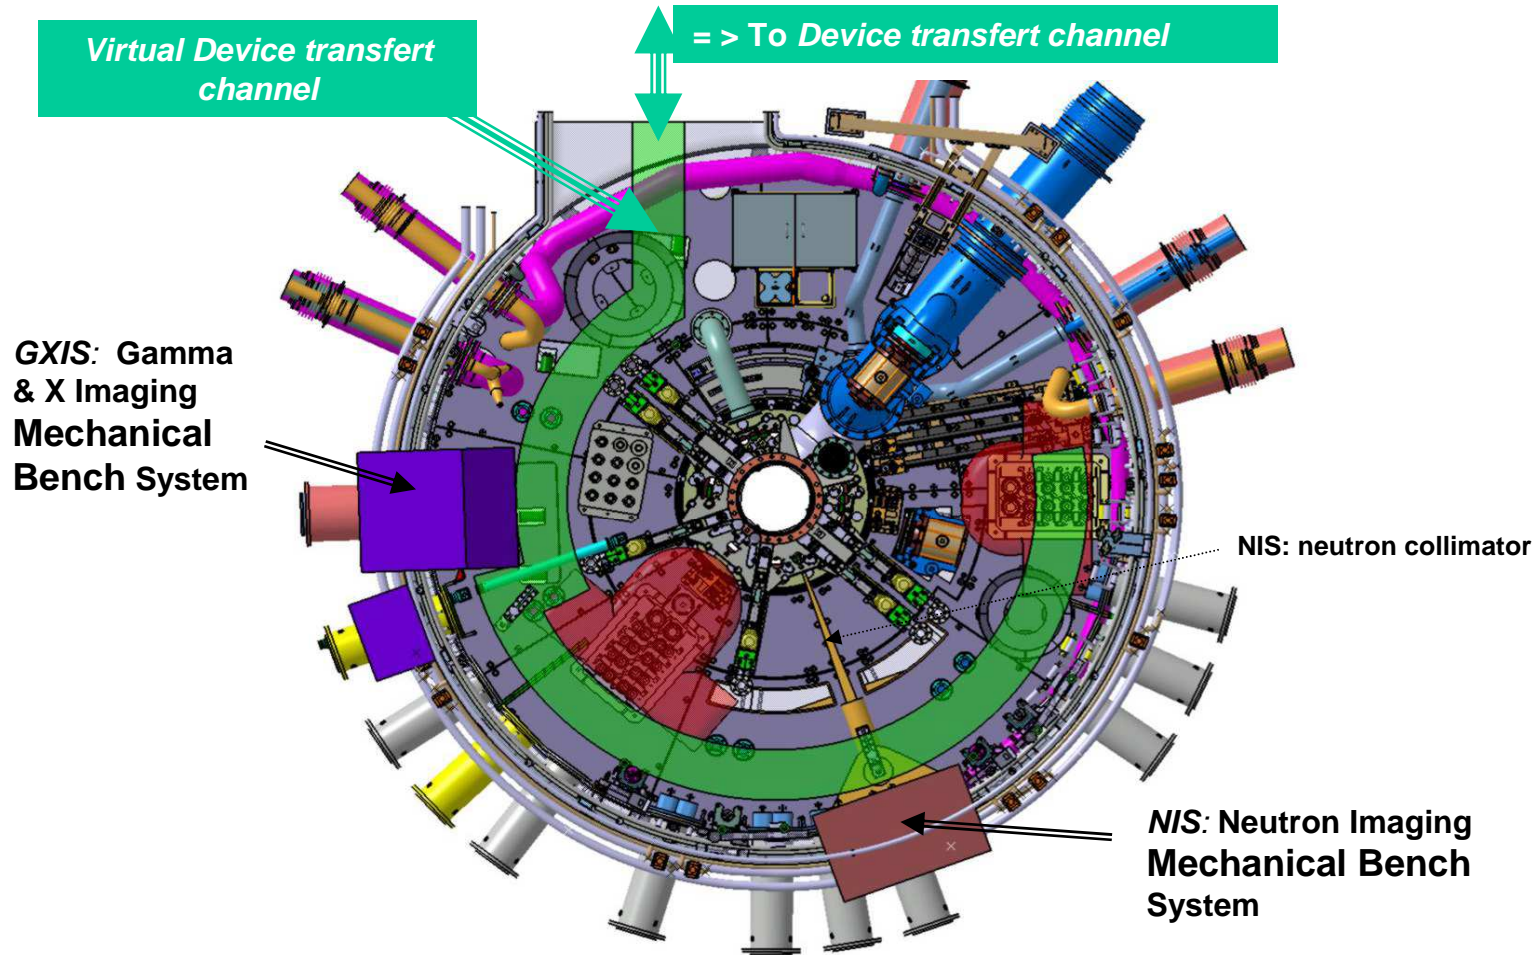 Virtual Device transfert
channel
= > To Device transfert channel
GXIS: Gamma
& X Imaging
Mechanical
Bench System
NIS: neutron collimator
NIS: Neutron Imaging
Mechanical Bench
System